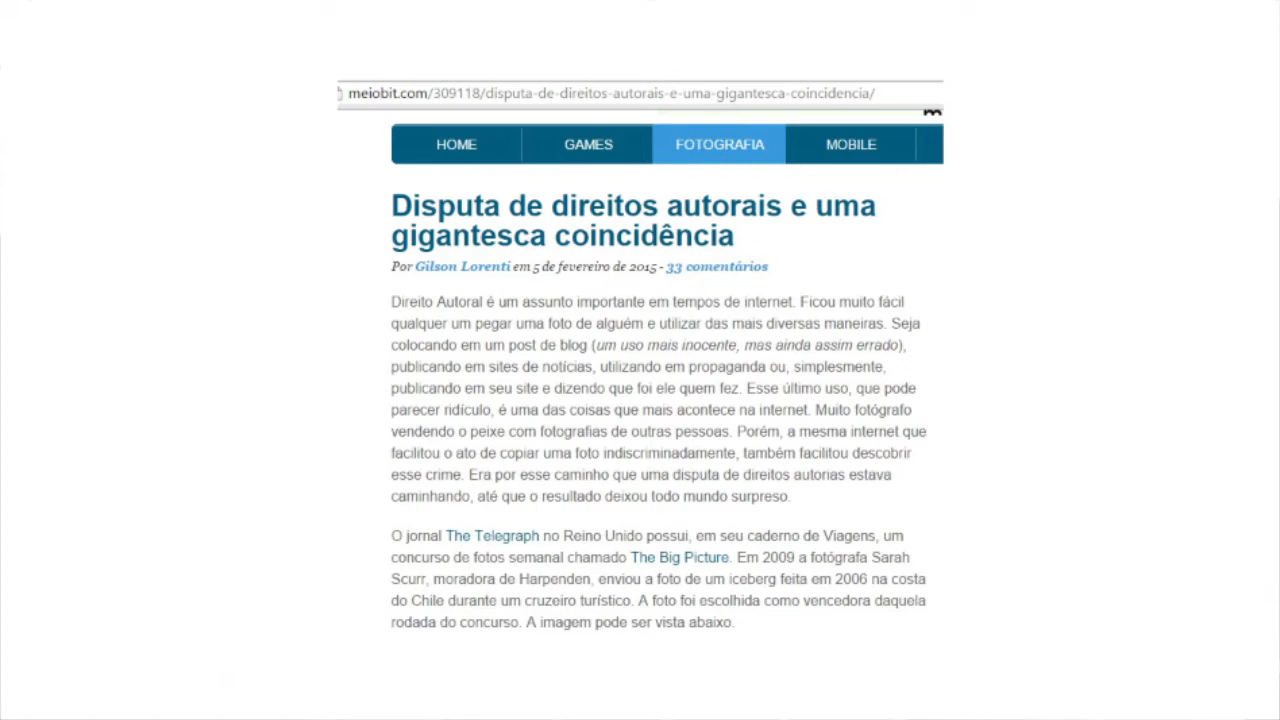 meiobit.com/309118/disputa-de-direitos-autorais-e-uma-gigantesca-coincidencia/
HOME GAMES FOTOGRAFIA MOBILE
Disputa de direitos autorais e uma
gigantesca coincidência
Por Gilson Lorenti em 5 de fevereiro de 2015 - 33 comentários
Direito Autoral é um assunto importante em tempos de internet. Ficou muito fácil
qualquer um pegar uma foto de alguém e utilizar das mais diversas maneiras. Seja
colocando em um post de blog (um uso mais inocente, mas ainda assim errado),
publicando em sites de notícias, utilizando em propaganda ou, simplesmente,
publicando em seu site e dizendo que foi ele quem fez. Esse último uso, que pode
parecer ridículo, é uma das coisas que mais acontece na internet. Muito fotógrafo
vendendo o peixe com fotografias de outras pessoas. Porém, a mesma internet que
facilitou o ato de copiar uma foto indiscriminadamente, também facilitou descobrir
esse crime. Era por esse caminho que uma disputa de direitos autorias estava
caminhando, até que o resultado deixou todo mundo surpreso.
O jornal The Telegraph no Reino Unido possui, em seu caderno de Viagens, um
concurso de fotos semanal chamado The Big Picture. Em 2009 a fotógrafa Sarah
Scurr, moradora de Harpenden, enviou a foto de um iceberg feita em 2006 na costa
do Chile durante um cruzeiro turístico. A foto foi escolhida como vencedora daquela
rodada do concurso. A imagem pode ser vista abaixo.